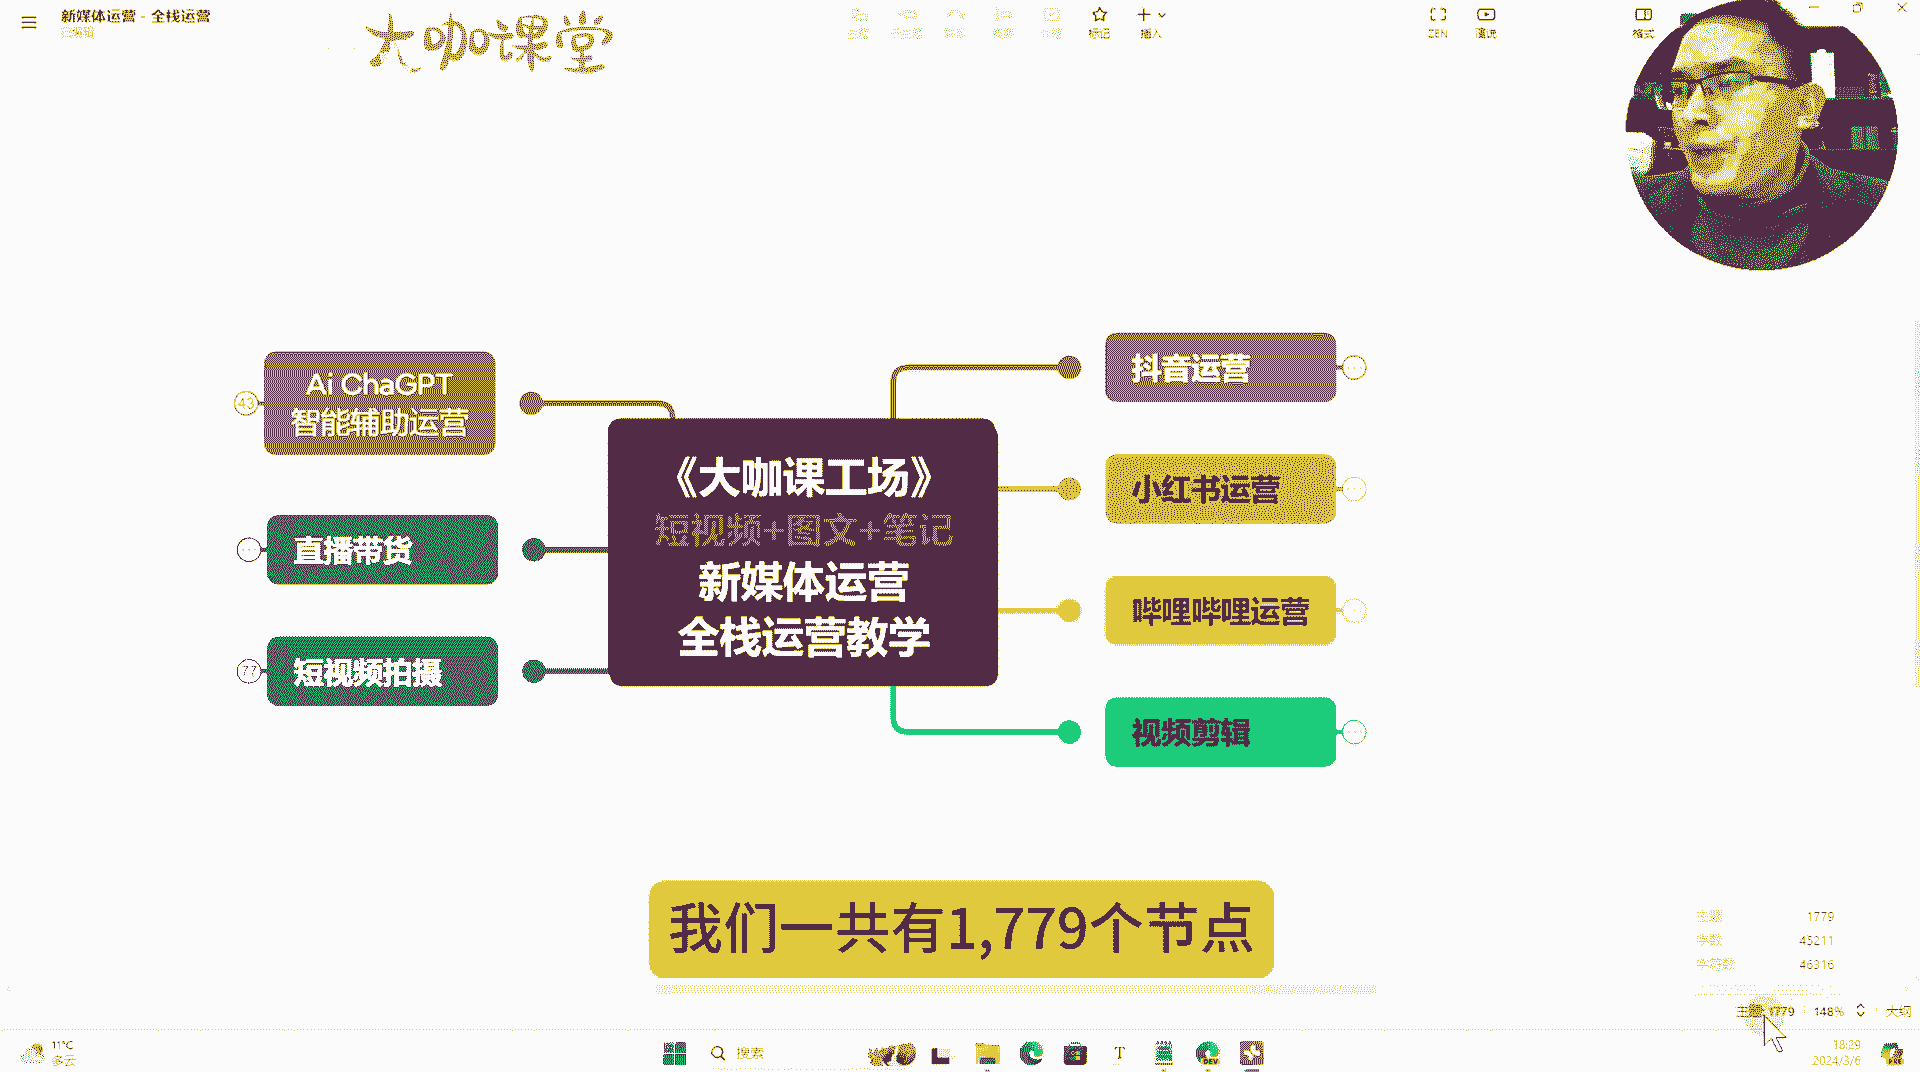 新媒体运营 - 全栈运营
已编辑
大咖课堂
标记
插入
ZEN
演说
格式
Ai ChaGPT
智能辅助运营
43
直播带货
短视频拍摄
77
《大咖课工场》
短视频+图文+笔记
新媒体运营
全栈运营教学
抖音运营
小红书运营
哔哩哔哩运营
视频剪辑
我们一共有1,779个节点
主题 1779
字数 45211
字符数 46316
主题: 1779 148% 大纲
11°C
多云
搜索
T
DEV
18:29
2024/3/6
PRE